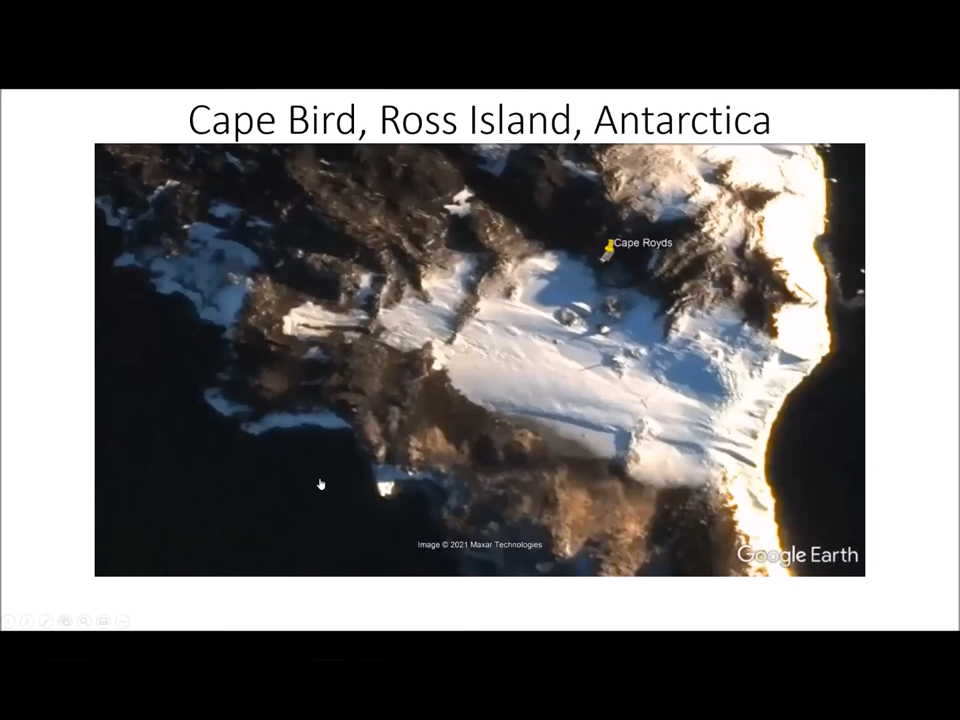 Cape Bird, Ross Island, Antarctica
Cape Royds
Image © 2021 Maxar Technologies
Google Earth